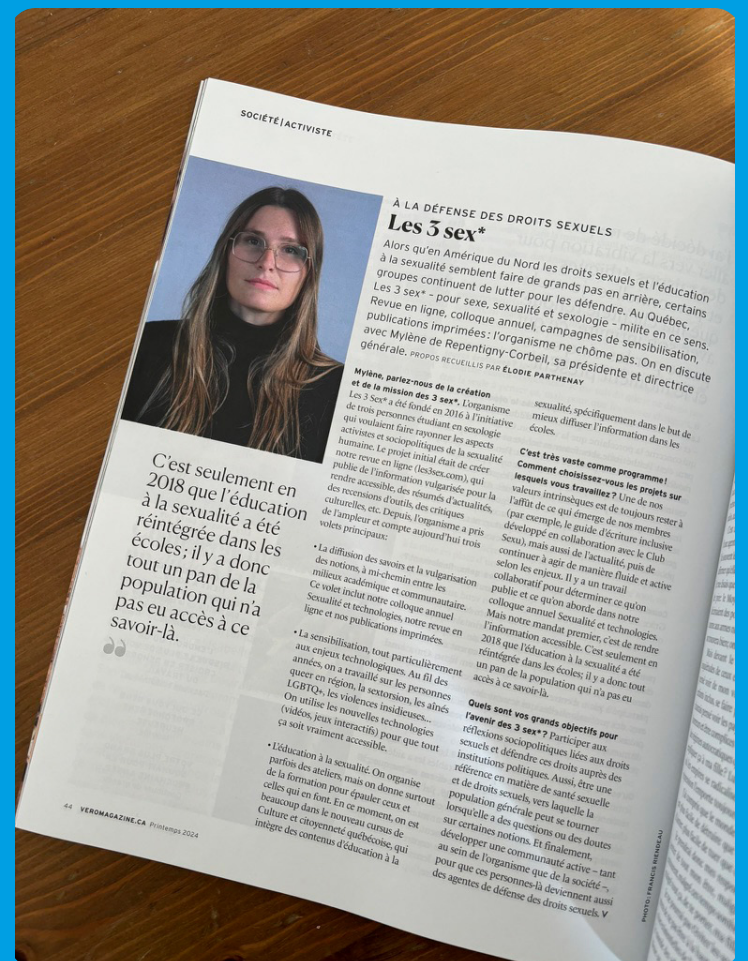 SOCIÉTÉ | ACTIVISTE
À LA DÉFENSE DES DROITS SEXUELS
Les 3 sex*
Alors qu'en Amérique du Nord les droits sexuels et l'éducation
à la sexualité semblent faire de grands pas en arrière, certains
groupes continuent de lutter pour les défendre. Au Québec,
Les 3 sex* – pour sexe, sexualité et sexologie – milite en ce sens.
Revue en ligne, colloque annuel, campagnes de sensibilisation,
publications imprimées : l'organisme ne chôme pas. On en discute
avec Mylène de Repentigny-Corbeil, sa présidente et directrice
générale. PROPOS RECUEILLIS PAR ÉLODIE PARTHENAY
C'est seulement en
2018 que l'éducation
à la sexualité a été
réintégrée dans les
écoles ; il y a donc
tout un pan de la
population qui n'a
pas eu accès à ce
savoir-là.
Mylène, parlez-nous de la création
et de la mission des 3 sex*. L'organisme
Les 3 Sex* a été fondé en 2016 à l'initiative
de trois personnes étudiant en sexologie
qui voulaient faire rayonner les aspects
activistes et sociopolitiques de la sexualité
humaine. Le projet initial était de créer
notre revue en ligne (les3sex.com), qui
publie de l'information vulgarisée pour la
rendre accessible, des résumés d'actualités,
des recensions d'outils, des critiques
culturelles, etc. Depuis, l'organisme a pris
de l'ampleur et compte aujourd'hui trois
volets principaux:
• La diffusion des savoirs et la vulgarisation
des notions, à mi-chemin entre les
milieux académique et communautaire.
Ce volet inclut notre colloque annuel
Sexualité et technologies, notre revue en
ligne et nos publications imprimées.
• La sensibilisation, tout particulièrement
aux enjeux technologiques. Au fil des
années, on a travaillé sur les personnes
queer en région, la sextorsion, les aînés
LGBTQ+, les violences insidieuses...
On utilise les nouvelles technologies
(vidéos, jeux interactifs) pour que tout
ça soit vraiment accessible.
• L'éducation à la sexualité. On organise
parfois des ateliers, mais on donne surtout
de la formation pour épauler ceux et
celles qui en font. En ce moment, on est
beaucoup dans le nouveau cursus de
Culture et citoyenneté québécoise, qui
intègre des contenus d'éducation à la
sexualité, spécifiquement dans le but de
mieux diffuser l'information dans les
écoles.
C'est très vaste comme programme!
Comment choisissez-vous les projets sur
lesquels vous travaillez ? Une de nos
valeurs intrinsèques est de toujours rester à
l'affût de ce qui émerge de nos membres
(par exemple, le guide d'écriture inclusive
développé en collaboration avec le Club
Sexu), mais aussi de l'actualité, puis de
continuer à agir de manière fluide et active
selon les enjeux. Il y a un travail
collaboratif pour déterminer ce qu'on
publie et ce qu'on aborde dans notre
colloque annuel Sexualité et technologies.
Mais notre mandat premier, c'est de rendre
l'information accessible. C'est seulement en
2018 que l'éducation à la sexualité a été
réintégrée dans les écoles; il y a donc tout
un pan de la population qui n'a pas eu
accès à ce savoir-là.
Quels sont vos grands objectifs pour
l'avenir des 3 sex* ? Participer aux
réflexions sociopolitiques liées aux droits
sexuels et défendre ces droits auprès des
institutions politiques. Aussi, être une
référence en matière de santé sexuelle
et de droits sexuels, vers laquelle la
population générale peut se tourner
lorsqu'elle a des questions ou des doutes
sur certaines notions. Et finalement,
développer une communauté active – tant
au sein de l'organisme que de la société –,
pour que ces personnes-là deviennent aussi
des agentes de défense des droits sexuels. V
44 VEROMAGAZINE.CA Printemps 2024
PHOTO : FRANCIS RIENDEAU